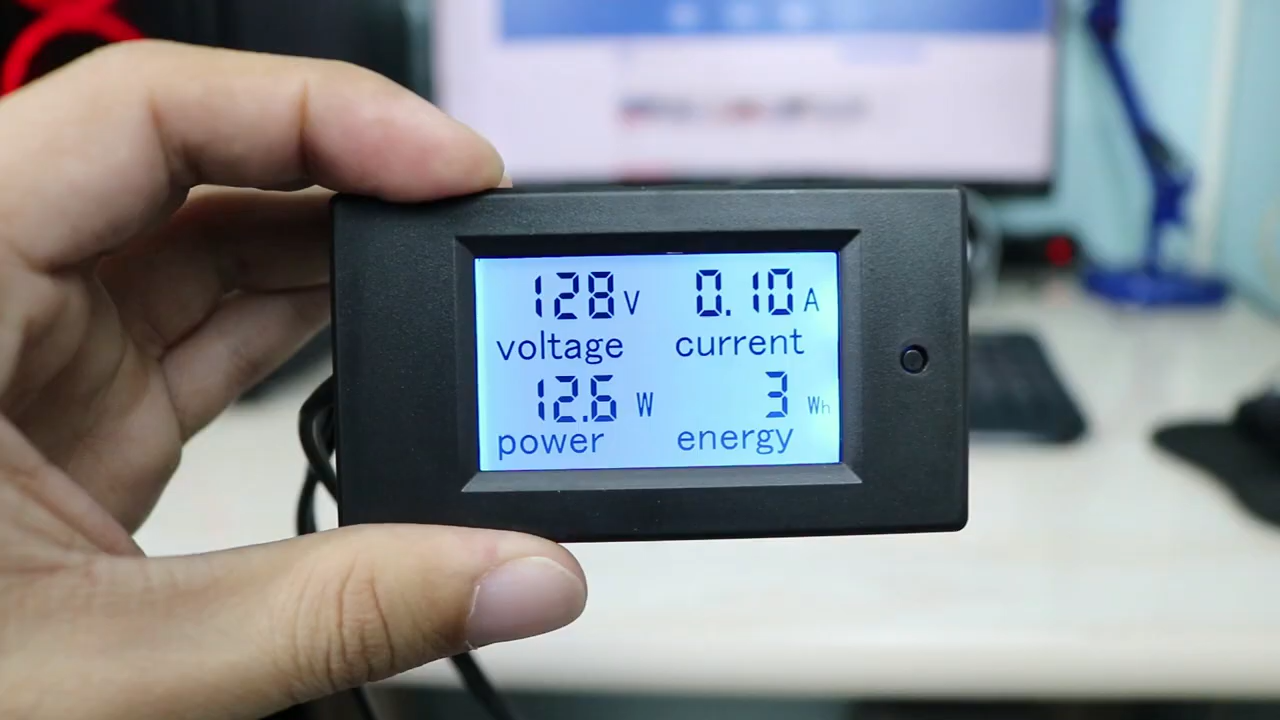 128 V 0.10 A
voltage current
12.6 W 3 Wh
power energy